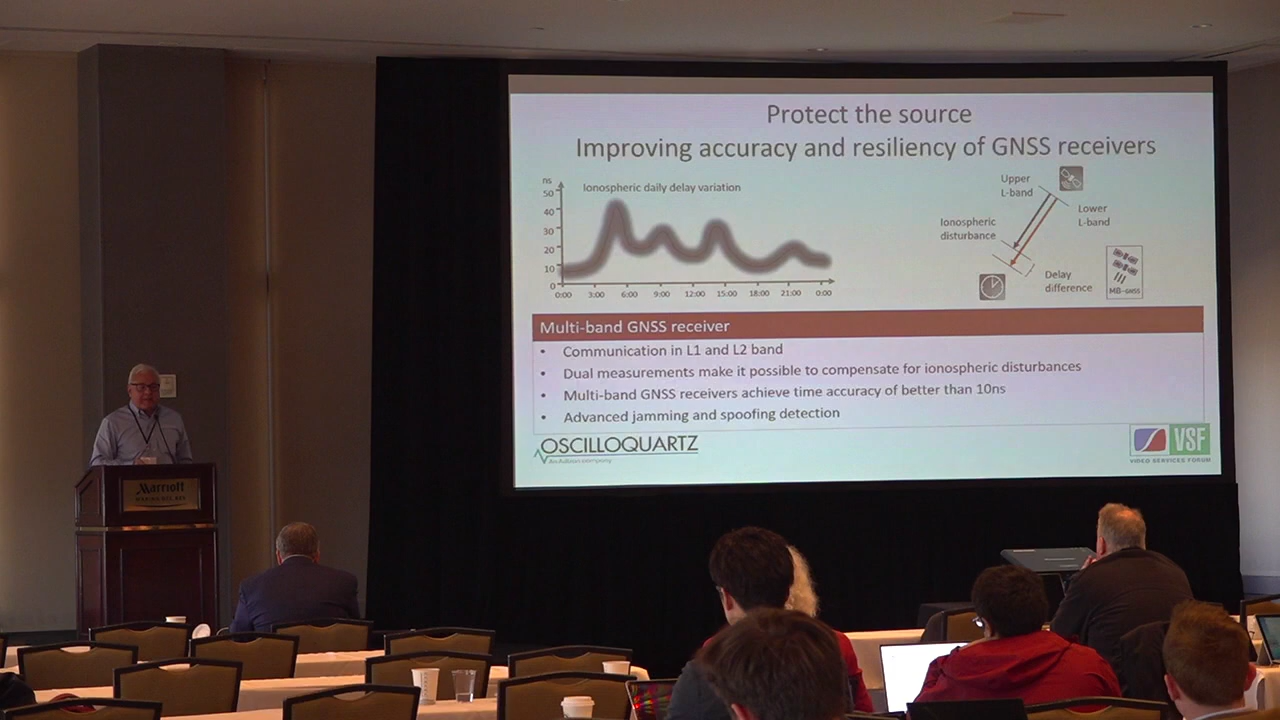 Protect the source
Improving accuracy and resiliency of GNSS receivers
ns
Ionospheric daily delay variation
50
40
30
20
10
0
0:00 3:00 6:00 9:00 12:00 15:00 18:00 21:00 0:00
Upper
L-band
Lower
L-band
Ionospheric
disturbance
Delay
difference
MB-GNSS
Multi-band GNSS receiver
• Communication in L1 and L2 band
• Dual measurements make it possible to compensate for ionospheric disturbances
• Multi-band GNSS receivers achieve time accuracy of better than 10ns
• Advanced jamming and spoofing detection
OSCILLOQUARTZ
An Adtran company
VSF
VIDEO SERVICES FORUM
Marriott
MARINA DEL REY